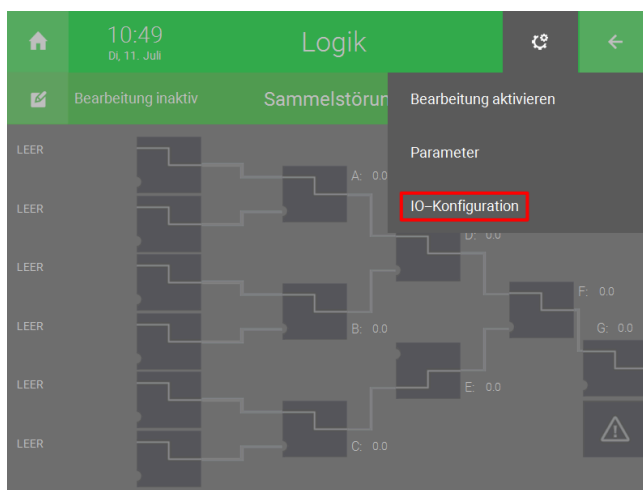 10:49
Di, 11. Juli
Logik
Bearbeitung inaktiv
Sammelstörun
Bearbeitung aktivieren
Parameter
IO-Konfiguration
LEER
A: 0.0
LEER
D: 0.0
LEER
F: 0.0
LEER
B: 0.0
G: 0.0
LEER
E: 0.0
LEER
C: 0.0